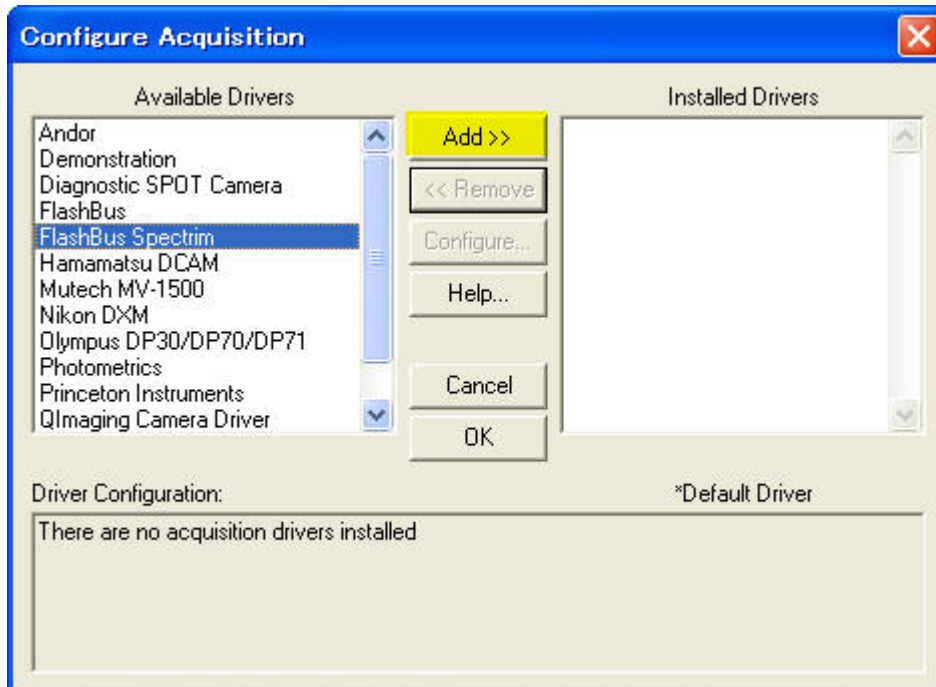 Configure Acquisition
Available Drivers
Installed Drivers
Andor
Demonstration
Diagnostic SPOT Camera
FlashBus
FlashBus Spectrim
Hamamatsu DCAM
Mutech MV-1500
Nikon DXM
Olympus DP30/DP70/DP71
Photometrics
Princeton Instruments
QImaging Camera Driver
Add >>
<< Remove
Configure...
Help...
Cancel
OK
Driver Configuration:
*Default Driver
There are no acquisition drivers installed